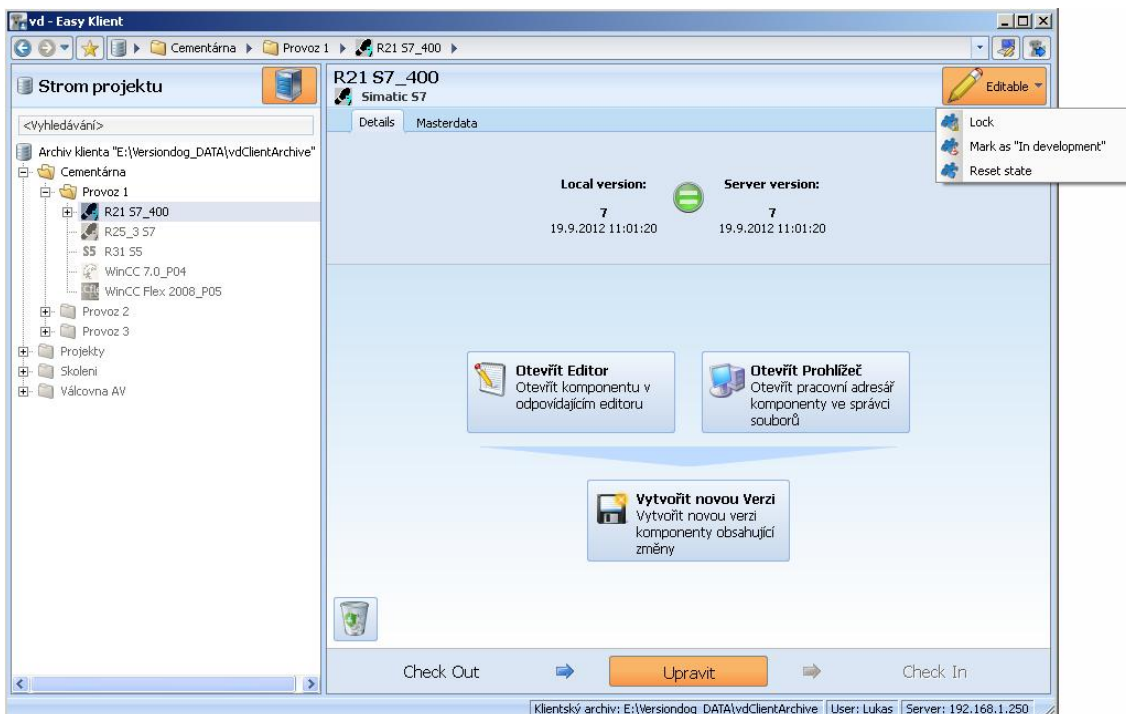 vd - Easy Klient
Cementárna Provoz 1 R21 S7_400
Strom projektu
<Vyhledávání>
Archiv klienta "E:\Versiondog_DATA\vdClientArchive"
Cementárna
Provoz 1
R21 S7_400
R25_3 S7
S5 R31 S5
WinCC 7.0_P04
WinCC Flex 2008_P05
Provoz 2
Provoz 3
Projekty
Skoleni
Válcovna AV
R21 S7_400
Simatic S7
Editable
Lock
Mark as "In development"
Reset state
Details Masterdata
Local version: Server version:
7 7
19.9.2012 11:01:20 19.9.2012 11:01:20
Otevřít Editor
Otevřít komponentu v
odpovídajícím editoru
Otevřít Prohlížeč
Otevřít pracovní adresář
komponenty ve správci
souborů
Vytvořit novou Verzi
Vytvořit novou verzi
komponenty obsahující
změny
Check Out Upravit Check In
Klientský archiv: E:\Versiondog_DATA\vdClientArchive User: Lukas Server: 192.168.1.250